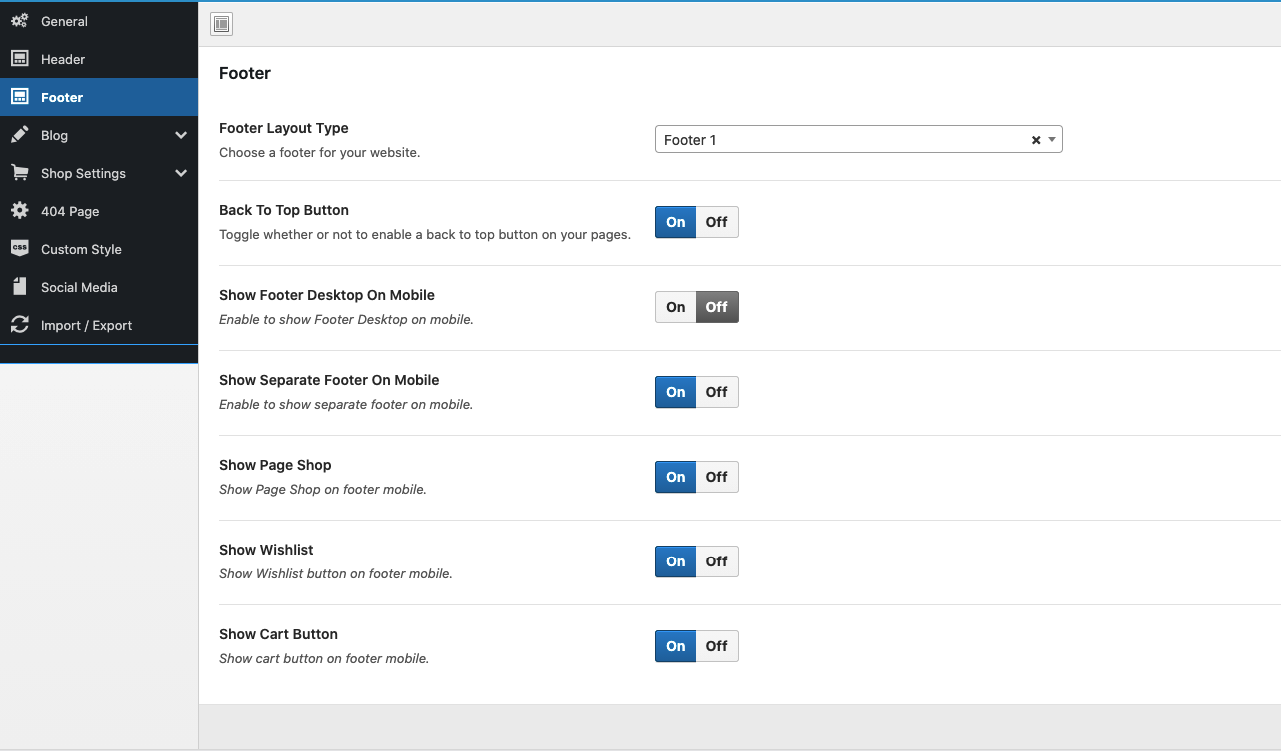 General
Header
Footer
Blog
Shop Settings
404 Page
css
Custom Style
Social Media
Import / Export
Footer
Footer Layout Type
Choose a footer for your website.
Footer 1
Back To Top Button
Toggle whether or not to enable a back to top button on your pages.
On Off
Show Footer Desktop On Mobile
Enable to show Footer Desktop on mobile.
On Off
Show Separate Footer On Mobile
Enable to show separate footer on mobile.
On Off
Show Page Shop
Show Page Shop on footer mobile.
On Off
Show Wishlist
Show Wishlist button on footer mobile.
On Off
Show Cart Button
Show cart button on footer mobile.
On Off